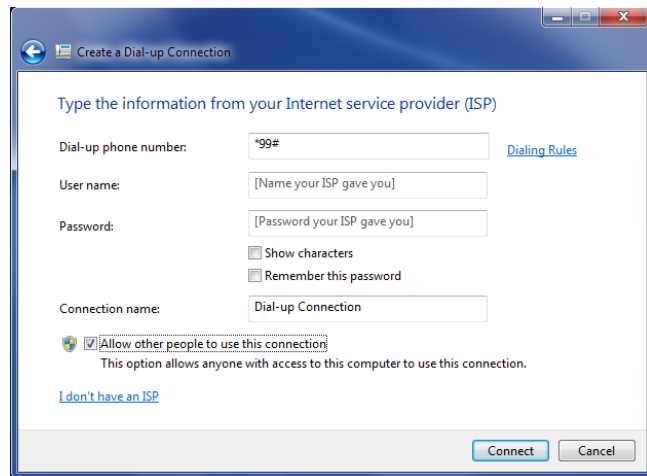 Create a Dial-up Connection
Type the information from your Internet service provider (ISP)
Dial-up phone number: *99# Dialing Rules
User name: [Name your ISP gave you]
Password: [Password your ISP gave you]
Show characters
Remember this password
Connection name: Dial-up Connection
Allow other people to use this connection
This option allows anyone with access to this computer to use this connection.
I don't have an ISP
Connect Cancel